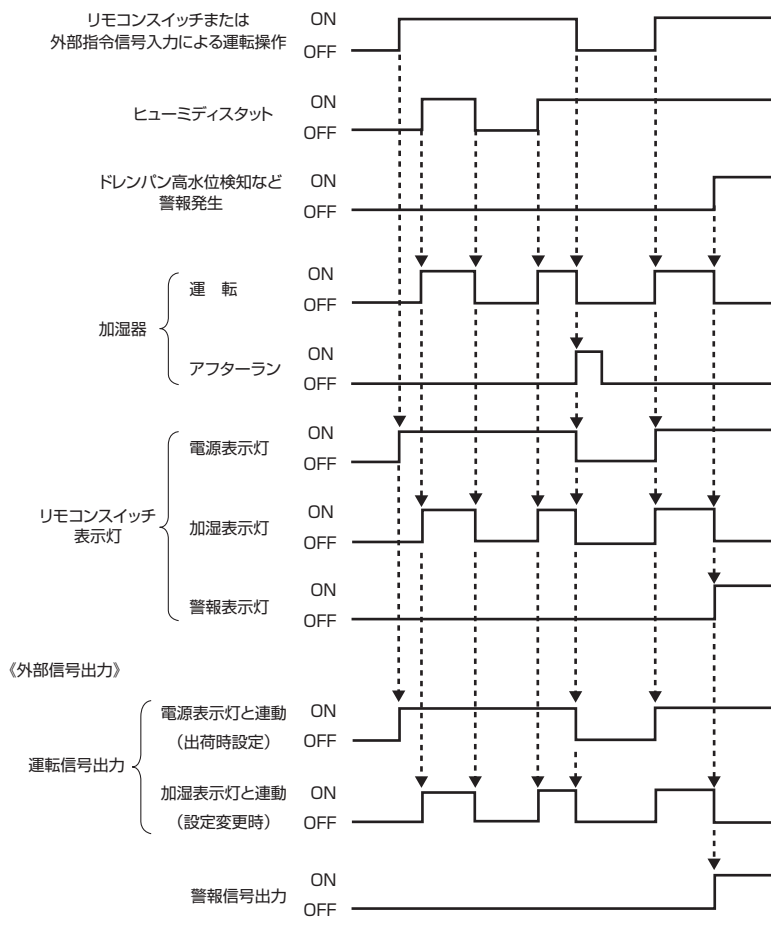 リモコンスイッチまたは
外部指令信号入力による運転操作
ON
OFF
ヒューミディスタット
ON
OFF
ドレンパン高水位検知など
警報発生
ON
OFF
加湿器
運 転
ON
OFF
アフターラン
ON
OFF
リモコンスイッチ
表示灯
電源表示灯
ON
OFF
加湿表示灯
ON
OFF
警報表示灯
ON
OFF
《外部信号出力》
運転信号出力
電源表示灯と連動
(出荷時設定)
ON
OFF
加湿表示灯と連動
(設定変更時)
ON
OFF
警報信号出力
ON
OFF